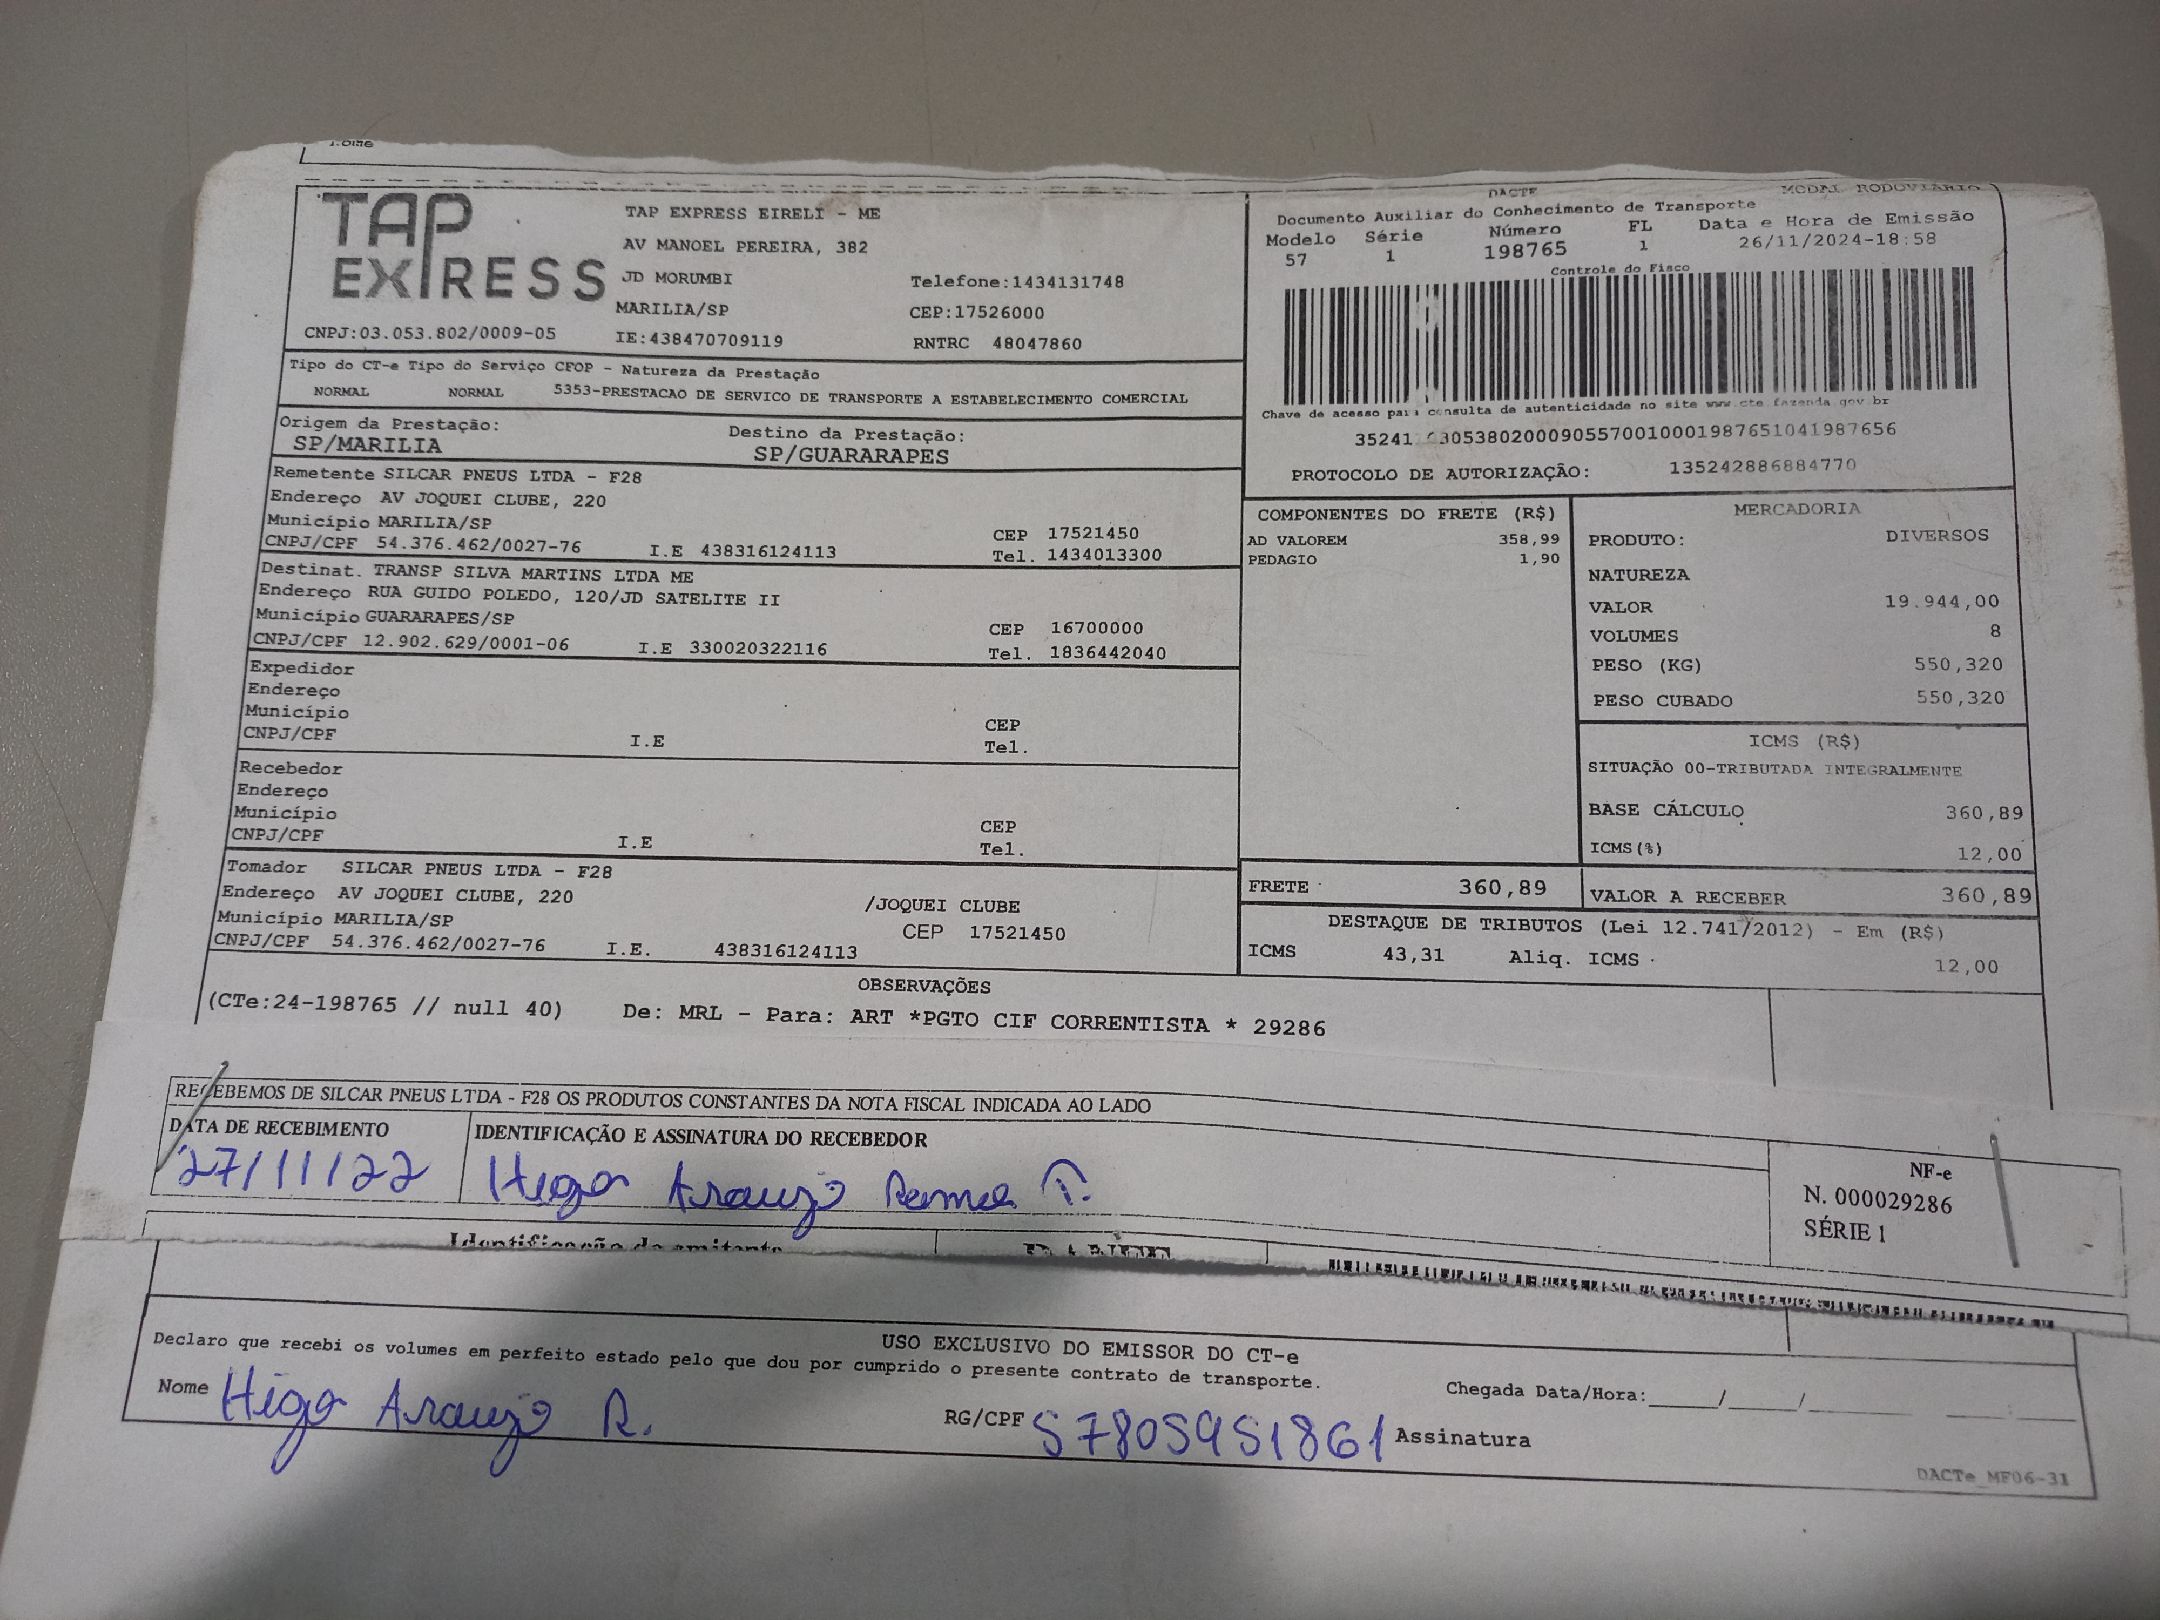 TAP EXPRESS
TAP EXPRESS EIRELI - ME
AV MANOEL PEREIRA, 382
JD MORUMBI Telefone:1434131748
MARILIA/SP CEP:17526000
CNPJ:03.053.802/0009-05 IE:438470709119 RNTRC 48047860
DACTE MODAL RODOVIÁRIO
Documento Auxiliar do Conhecimento de Transporte
Modelo Série Número FL Data e Hora de Emissão
57 1 198765 1 26/11/2024-18:58
Controle do Fisco
Chave de acesso para consulta de autenticidade no site www.cte.fazenda.gov.br
PROTOCOLO DE AUTORIZAÇÃO: 135242886884770
Tipo do CT-e Tipo do Serviço CFOP - Natureza da Prestação
NORMAL NORMAL 5353-PRESTACAO DE SERVICO DE TRANSPORTE A ESTABELECIMENTO COMERCIAL
Origem da Prestação: Destino da Prestação:
SP/MARILIA SP/GUARARAPES
Remetente SILCAR PNEUS LTDA - F28
Endereço AV JOQUEI CLUBE, 220
Município MARILIA/SP CEP 17521450
CNPJ/CPF 54.376.462/0027-76 I.E 438316124113 Tel. 1434013300
Destinat. TRANSP SILVA MARTINS LTDA ME
Endereço RUA GUIDO POLEDO, 120/JD SATELITE II
Município GUARARAPES/SP CEP 16700000
CNPJ/CPF 12.902.629/0001-06 I.E 330020322116 Tel. 1836442040
Expedidor
Endereço
Município CEP
CNPJ/CPF I.E Tel.
Recebedor
Endereço
Município CEP
CNPJ/CPF I.E Tel.
Tomador SILCAR PNEUS LTDA - F28
Endereço AV JOQUEI CLUBE, 220 /JOQUEI CLUBE
Município MARILIA/SP CEP 17521450
CNPJ/CPF 54.376.462/0027-76 I.E. 438316124113
COMPONENTES DO FRETE (R$)
AD VALOREM 358,99
PEDAGIO 1,90
MERCADORIA
PRODUTO: DIVERSOS
NATUREZA
VALOR 19.944,00
VOLUMES 8
PESO (KG) 550,320
PESO CUBADO 550,320
ICMS (R$)
SITUAÇÃO 00-TRIBUTADA INTEGRALMENTE
BASE CÁLCULO 360,89
ICMS(%) 12,00
FRETE 360,89 VALOR A RECEBER 360,89
DESTAQUE DE TRIBUTOS (Lei 12.741/2012) - Em (R$)
ICMS 43,31 Aliq. ICMS 12,00
OBSERVAÇÕES
(CTe:24-198765 // null 40) De: MRL - Para: ART *PGTO CIF CORRENTISTA * 29286
RECEBEMOS DE SILCAR PNEUS LTDA - F28 OS PRODUTOS CONSTANTES DA NOTA FISCAL INDICADA AO LADO
DATA DE RECEBIMENTO IDENTIFICAÇÃO E ASSINATURA DO RECEBEDOR
27/11/22 Higo Araujo
NF-e
N. 000029286
SÉRIE 1
Identificação do emitente
USO EXCLUSIVO DO EMISSOR DO CT-e
Declaro que recebi os volumes em perfeito estado pelo que dou por cumprido o presente contrato de transporte.
Nome Higo Araujo R. RG/CPF 57805951861 Assinatura
Chegada Data/Hora:____/____/____
DACTe_MF06-31